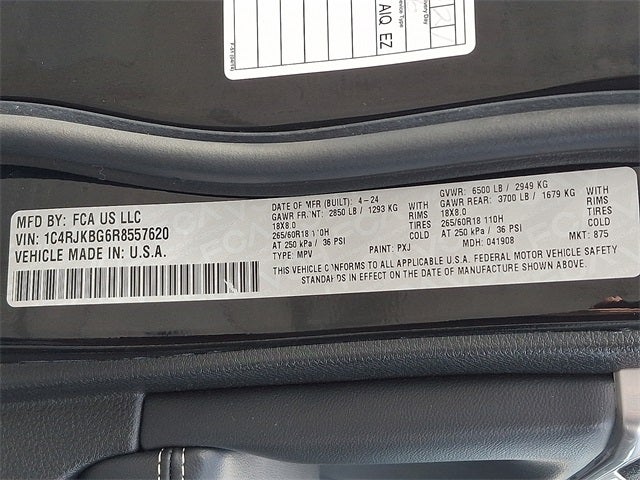 AIQ EZ
MFD BY: FCA US LLC
VIN: 1C4RJKBG6R8557620
VEHICLE MADE IN: U.S.A.
DATE OF MFR (BUILT): 4-24
GAWR FRONT: 2850 LB / 1293 KG WITH
18X8.0 RIMS
265/60R18 110H TIRES
AT 250 kPa / 36 PSI COLD
TYPE: MPV PAINT: PXJ
GVWR: 6500 LB / 2949 KG
GAWR REAR: 3700 LB / 1679 KG WITH
18X8.0 RIMS
265/60R18 110H TIRES
AT 250 kPa / 36 PSI COLD
MDH: 041908 MKT: 875
THIS VEHICLE CONFORMS TO ALL APPLICABLE U.S.A. FEDERAL MOTOR VEHICLE SAFETY
STANDARDS IN EFFECT ON THE DATE OF MANUFACTURE SHOWN ABOVE.